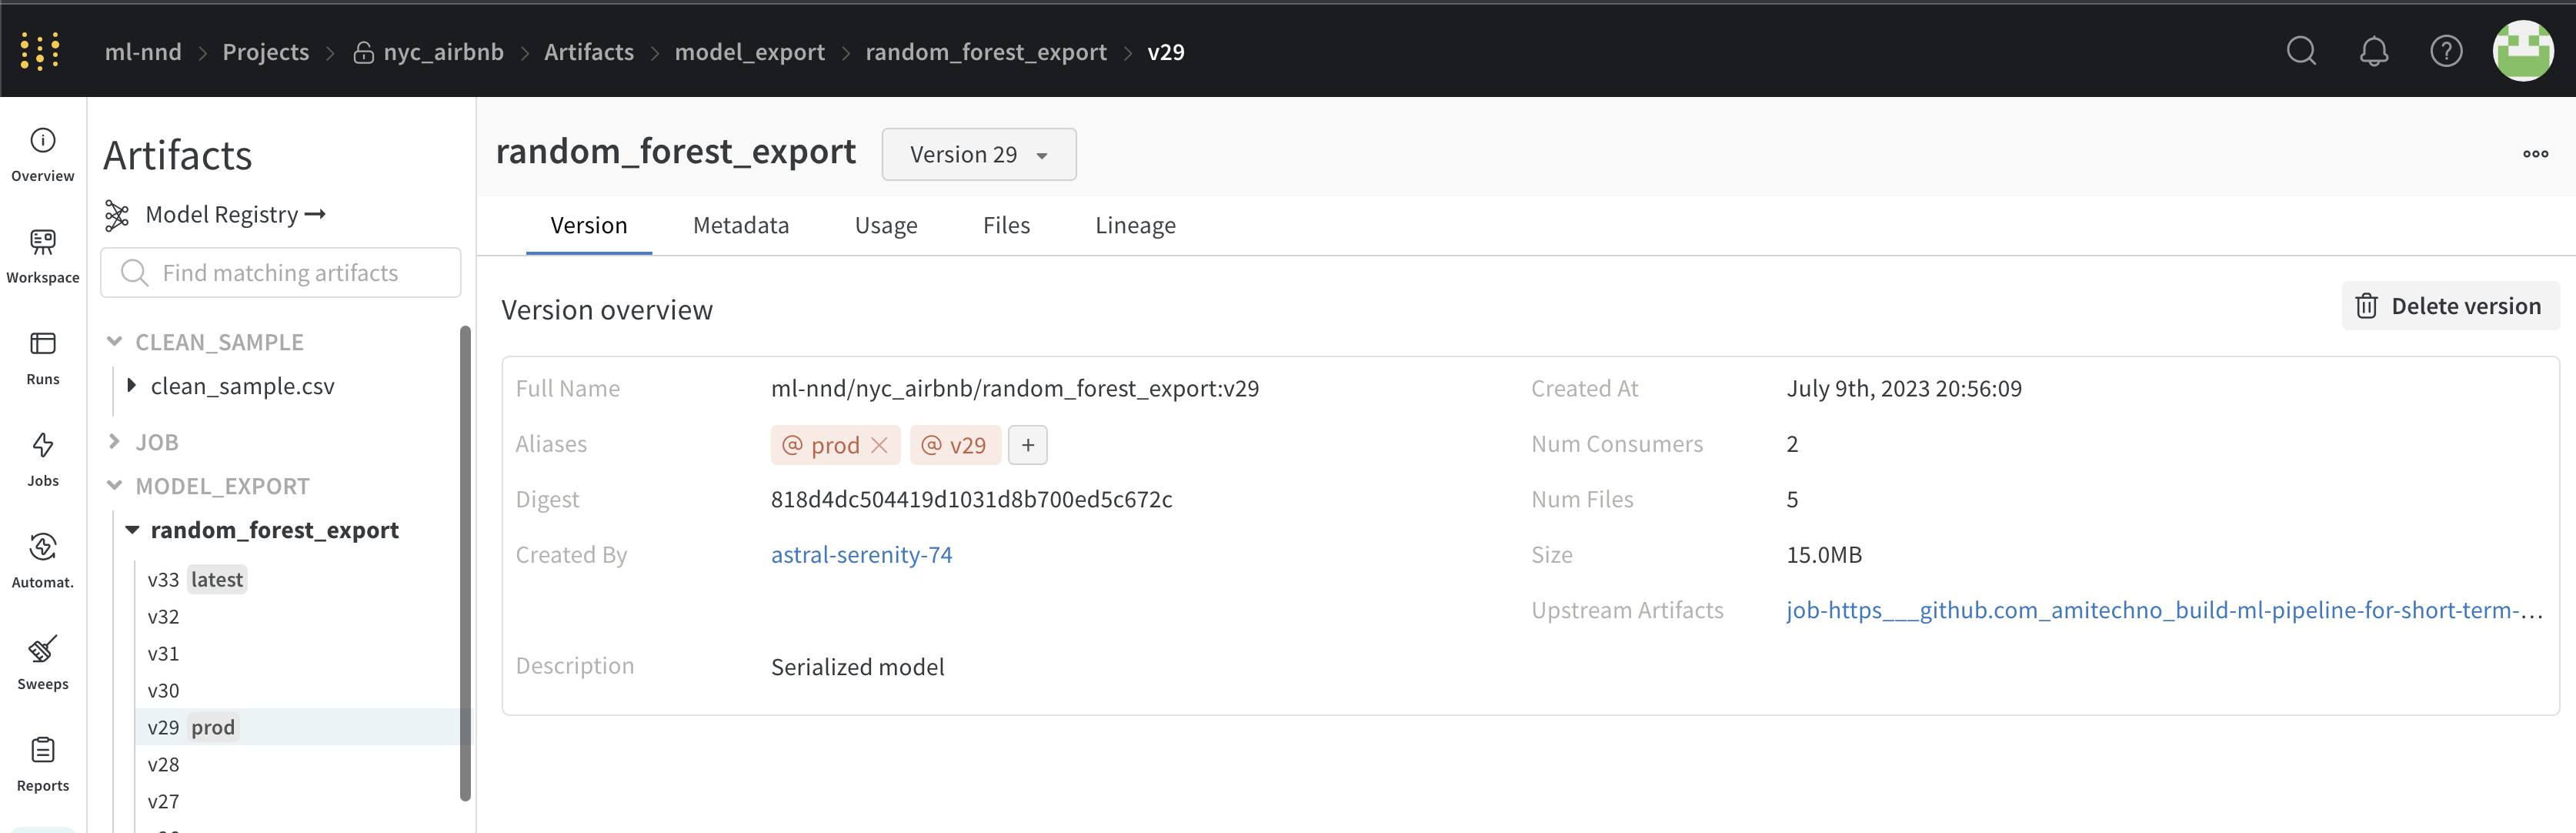 ml-nnd > Projects > nyc_airbnb > Artifacts > model_export > random_forest_export > v29
Overview
Workspace
Runs
Jobs
Automat.
Sweeps
Reports
Artifacts
Model Registry →
Find matching artifacts
CLEAN_SAMPLE
clean_sample.csv
JOB
MODEL_EXPORT
random_forest_export
v33 latest
v32
v31
v30
v29 prod
v28
v27
random_forest_export Version 29
Version Metadata Usage Files Lineage
Version overview
Delete version
Full Name ml-nnd/nyc_airbnb/random_forest_export:v29
Aliases @ prod × @ v29 +
Digest 818d4dc504419d1031d8b700ed5c672c
Created By astral-serenity-74
Description Serialized model
Created At July 9th, 2023 20:56:09
Num Consumers 2
Num Files 5
Size 15.0MB
Upstream Artifacts job-https___github.com_amitechno_build-ml-pipeline-for-short-term-...